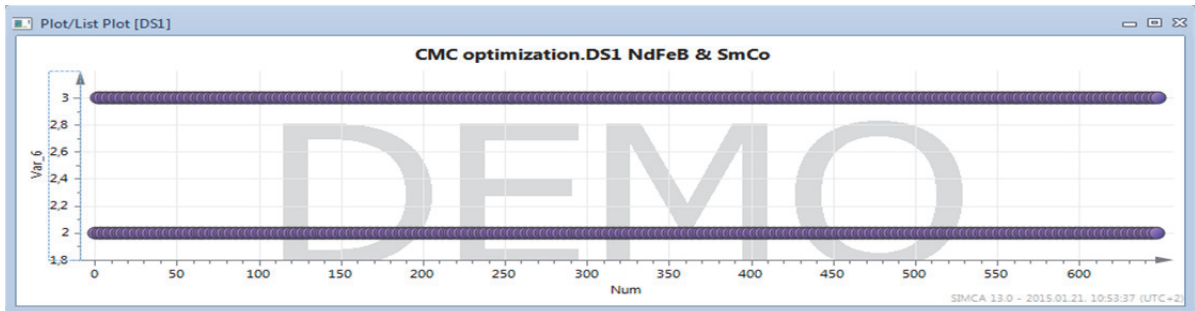 Plot/List Plot [DS1]
CMC optimization.DS1 NdFeB & SmCo
3
2,8
2,6
2,4
2,2
2
1,8
Var_6
DEMO
0 50 100 150 200 250 300 350 400 450 500 550 600
Num
SIMCA 13.0 - 2015.01.21. 10:53:37 (UTC+2)